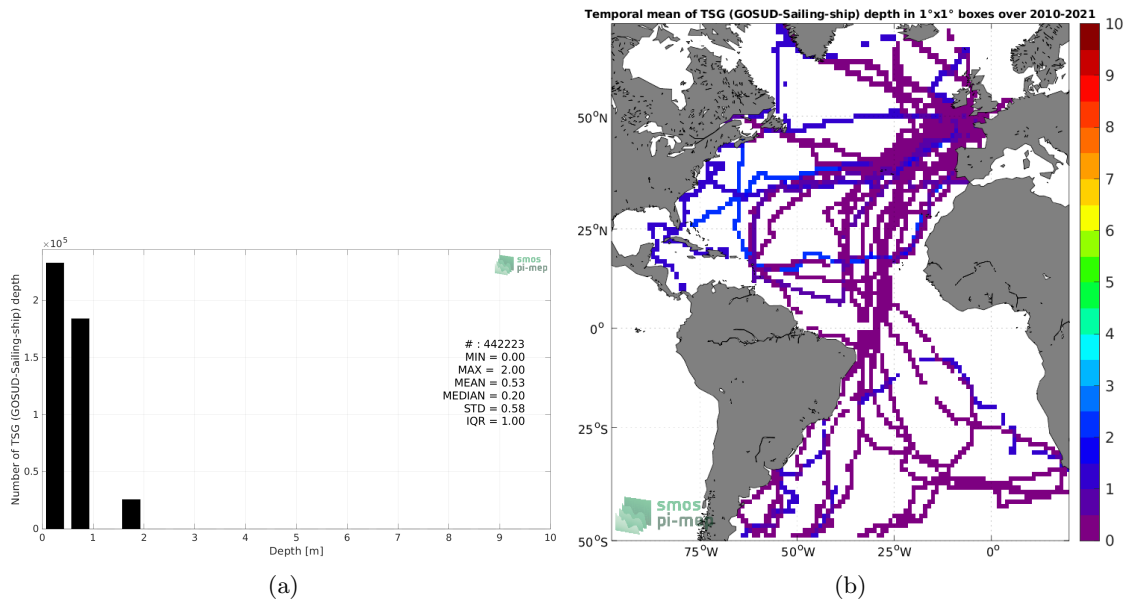 Temporal mean of TSG (GOSUD-Sailing-ship) depth in 1°x1° boxes over 2010-2021
×10⁵
Number of TSG (GOSUD-Sailing-ship) depth
2
1.5
1
0.5
0
smos
pi-mep
# : 442223
MIN = 0.00
MAX = 2.00
MEAN = 0.53
MEDIAN = 0.20
STD = 0.58
IQR = 1.00
0 1 2 3 4 5 6 7 8 9 10
Depth [m]
(a)
50°N
25°N
0°
25°S
50°S
75°W 50°W 25°W 0°
smos
pi-mep
10
9
8
7
6
5
4
3
2
1
0
(b)